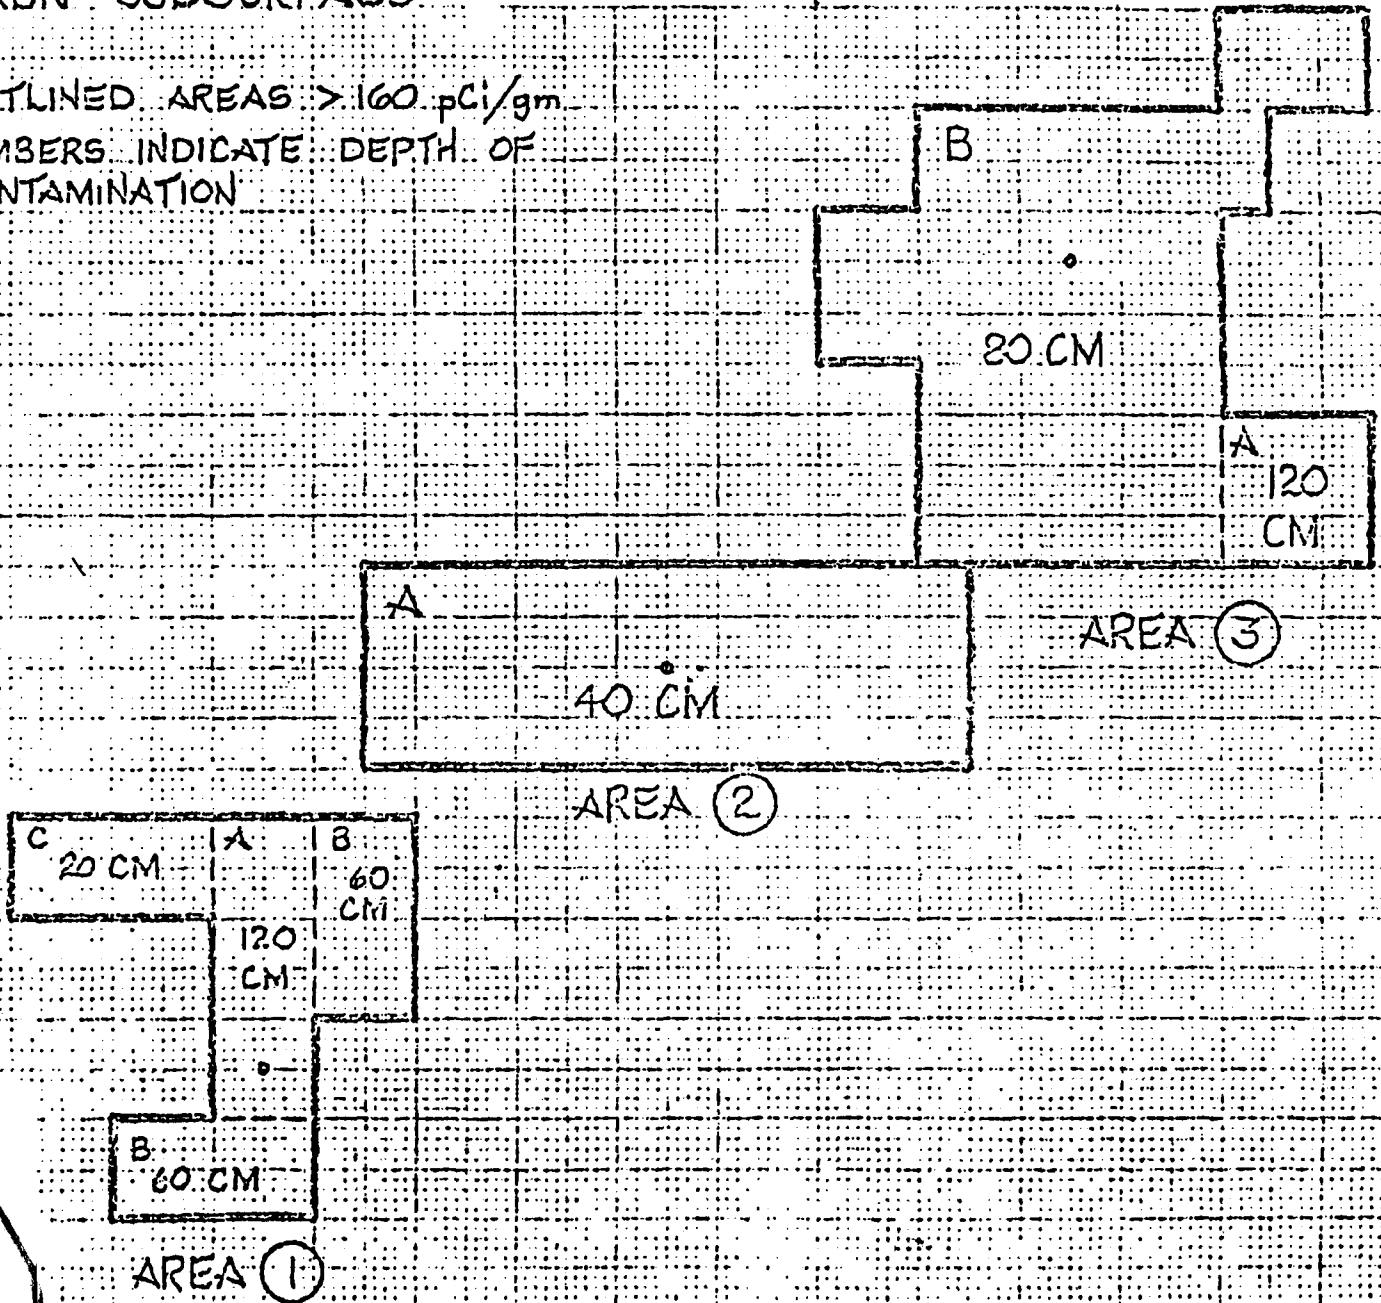 SUBSURFACE
TLINED AREAS > 160 pCi/gm
MBERS INDICATE DEPTH OF
NTAMINATION
B
20 CM
A
120
CM
AREA 3
A
40 CM
AREA 2
C
20 CM
A
120
CM
B
60
CM
B
60 CM
AREA 1